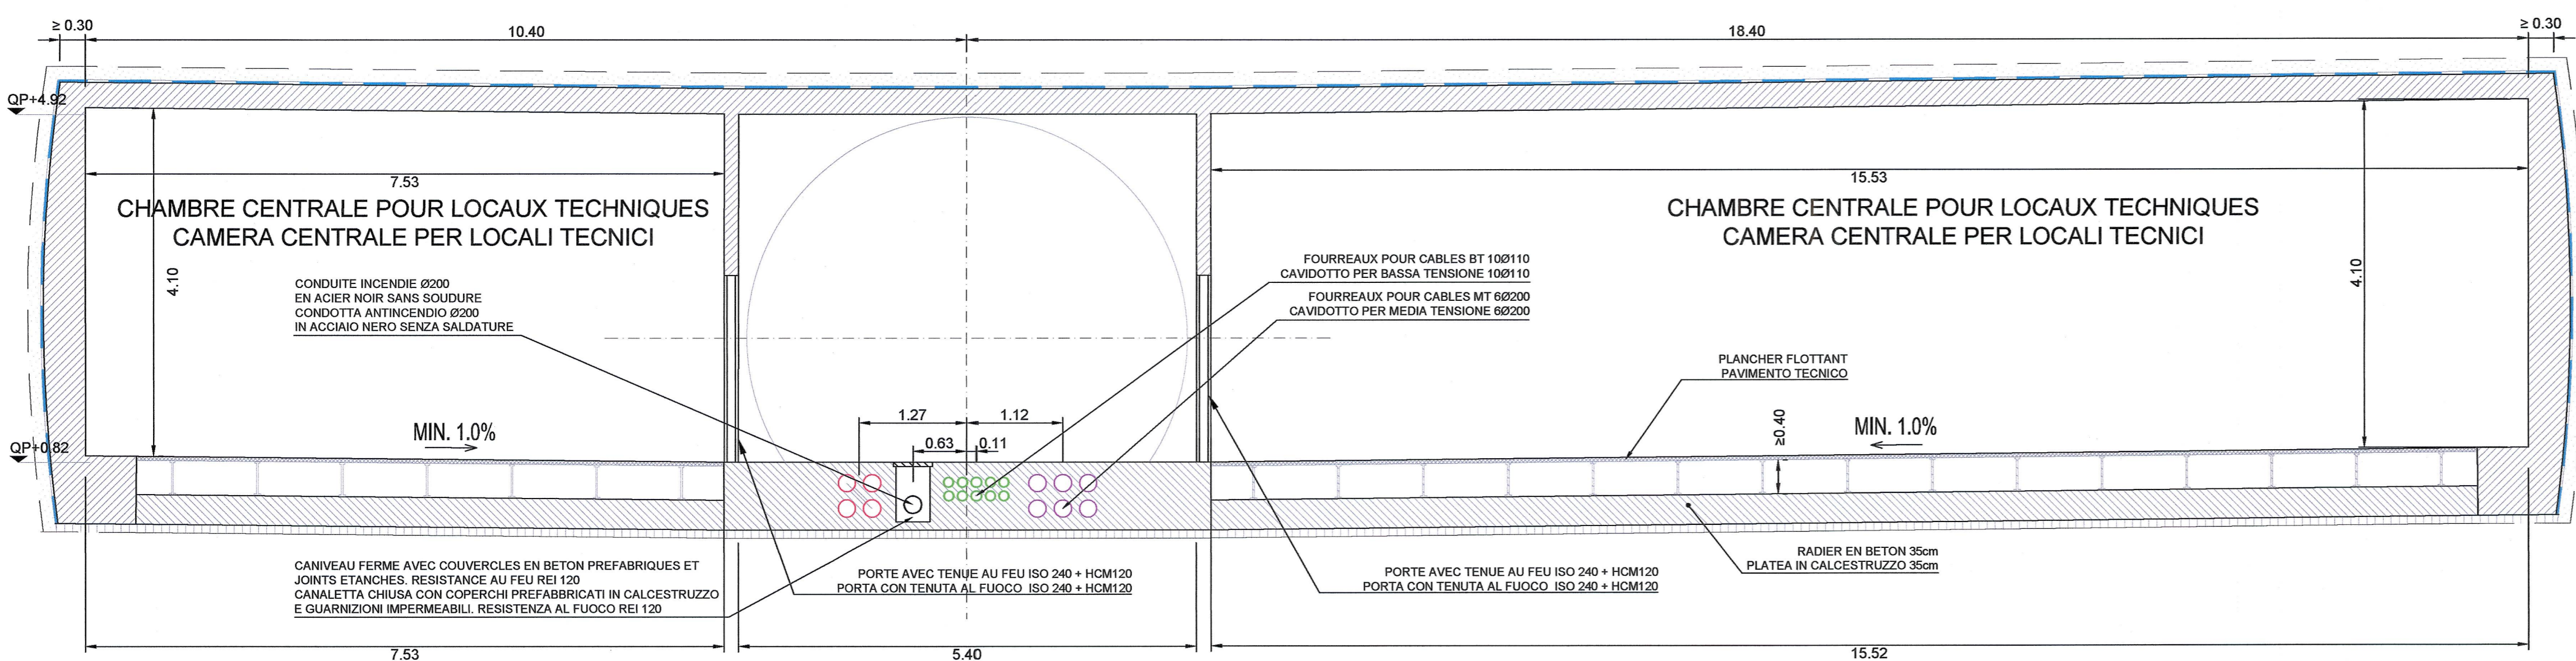 ≥ 0.30
10.40
18.40
≥ 0.30
QP+4.92
7.53
15.53
CHAMBRE CENTRALE POUR LOCAUX TECHNIQUES
CAMERA CENTRALE PER LOCALI TECNICI
CHAMBRE CENTRALE POUR LOCAUX TECHNIQUES
CAMERA CENTRALE PER LOCALI TECNICI
4.10
4.10
CONDUITE INCENDIE Ø200
EN ACIER NOIR SANS SOUDURE
CONDOTTA ANTINCENDIO Ø200
IN ACCIAIO NERO SENZA SALDATURE
FOURREAUX POUR CABLES BT 10Ø110
CAVIDOTTO PER BASSA TENSIONE 10Ø110
FOURREAUX POUR CABLES MT 6Ø200
CAVIDOTTO PER MEDIA TENSIONE 6Ø200
PLANCHER FLOTTANT
PAVIMENTO TECNICO
1.27
1.12
0.63
0.11
≥0.40
MIN. 1.0%
MIN. 1.0%
QP+0.82
CANIVEAU FERME AVEC COUVERCLES EN BETON PREFABRIQUES ET
JOINTS ETANCHES. RESISTANCE AU FEU REI 120
CANALETTA CHIUSA CON COPERCHI PREFABBRICATI IN CALCESTRUZZO
E GUARNIZIONI IMPERMEABILI. RESISTENZA AL FUOCO REI 120
PORTE AVEC TENUE AU FEU ISO 240 + HCM120
PORTA CON TENUTA AL FUOCO ISO 240 + HCM120
PORTE AVEC TENUE AU FEU ISO 240 + HCM120
PORTA CON TENUTA AL FUOCO ISO 240 + HCM120
RADIER EN BETON 35cm
PLATEA IN CALCESTRUZZO 35cm
7.53
5.40
15.52